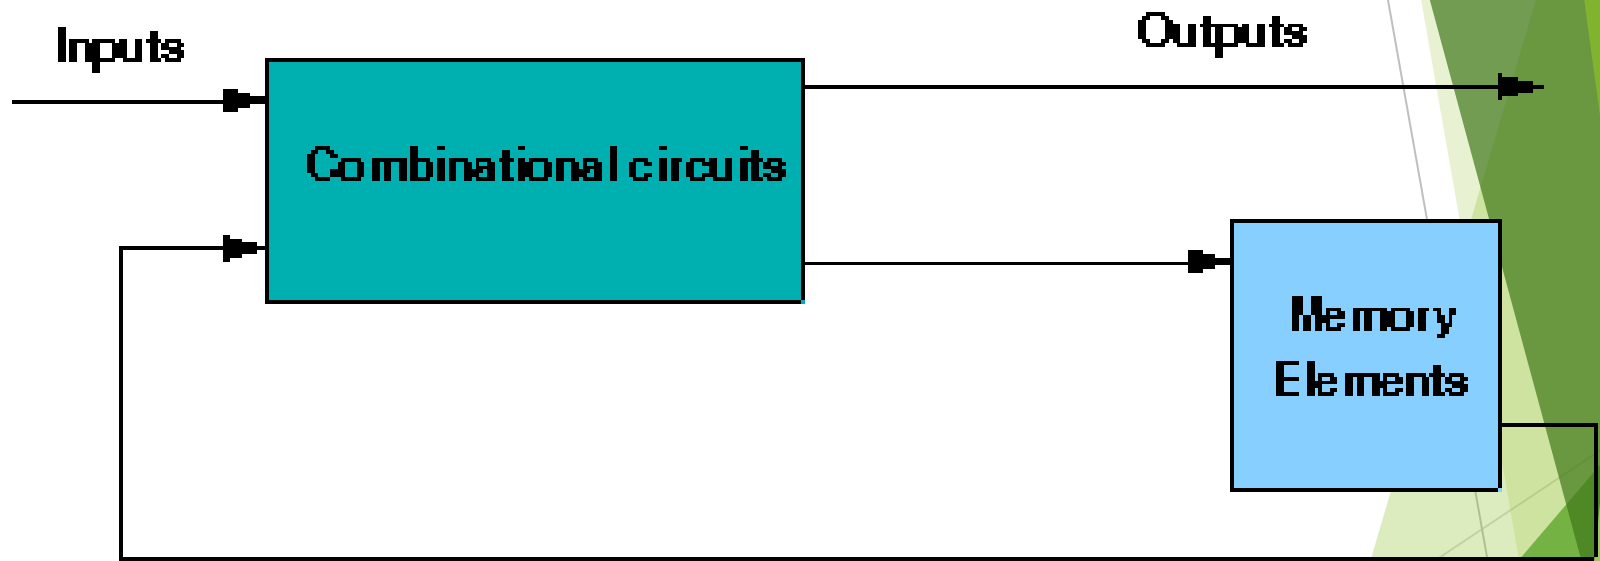 Inputs
Outputs
Combinational circuits
Memory
Elements